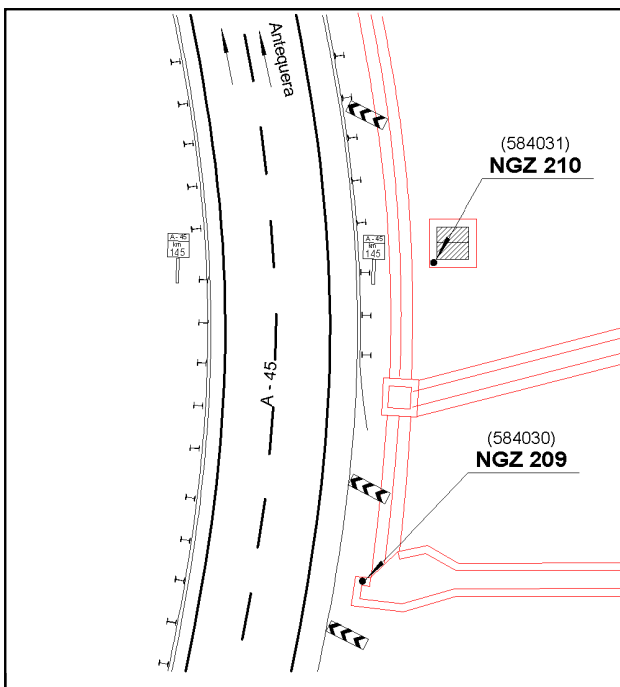 Antequera
(584031)
NGZ 210
A - 45
km
145
A - 45
km
145
A - 45
(584030)
NGZ 209